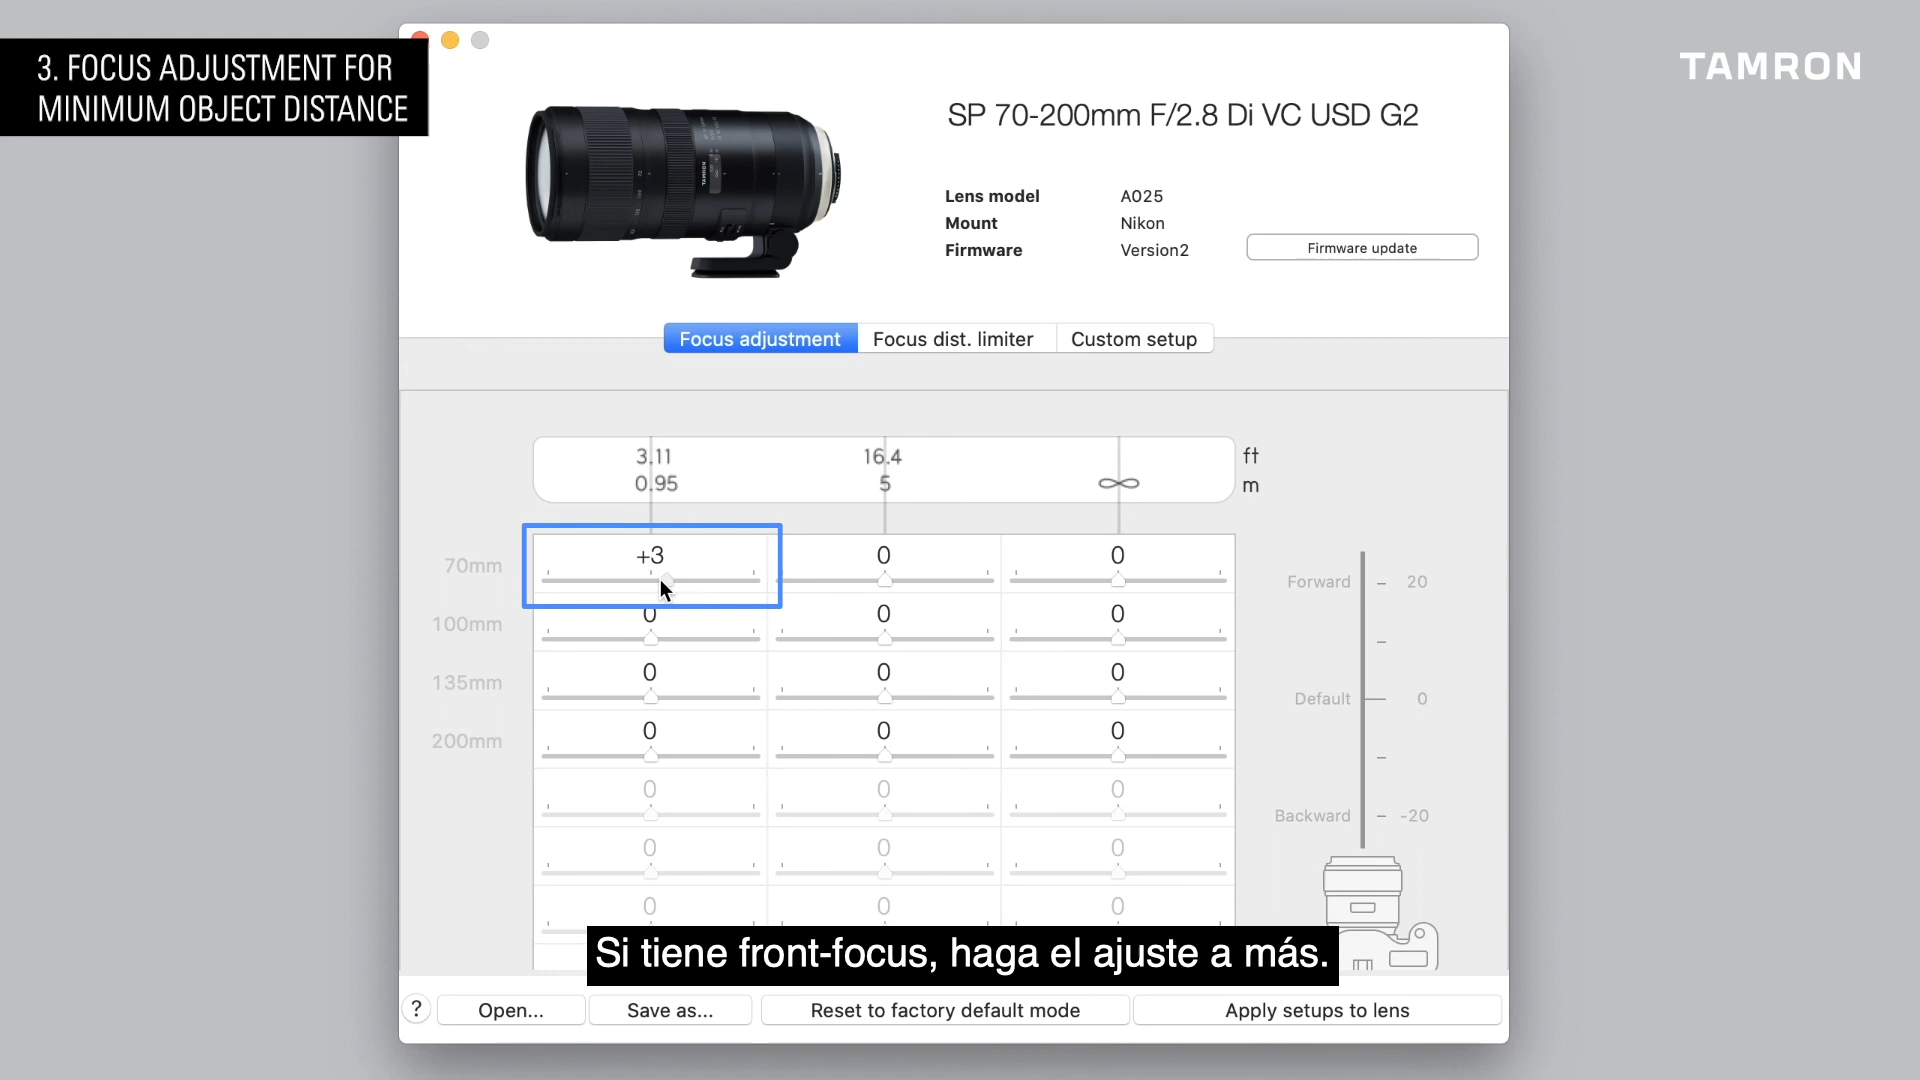 3. FOCUS ADJUSTMENT FOR
MINIMUM OBJECT DISTANCE
TAMRON
SP 70-200mm F/2.8 Di VC USD G2
Lens model A025
Mount Nikon
Firmware Version2
Firmware update
Focus adjustment Focus dist. limiter Custom setup
3.11 16.4 ft
0.95 5 ∞ m
70mm +3 0 0
100mm 0 0 0
135mm 0 0 0
200mm 0 0 0
0 0 0
0 0 0
0 0 0
Forward 20
Default 0
Backward -20
Si tiene front-focus, haga el ajuste a más.
? Open... Save as... Reset to factory default mode Apply setups to lens